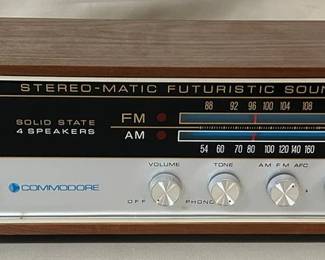 STEREO-MATIC FUTURISTIC SOUN
FM 88 92 96 100 104 108
SOLID STATE
4 SPEAKERS
AM 54 60 70 80 100 120 140 160
VOLUME TONE AM FM AFC
OFF PHONO
COMMODORE